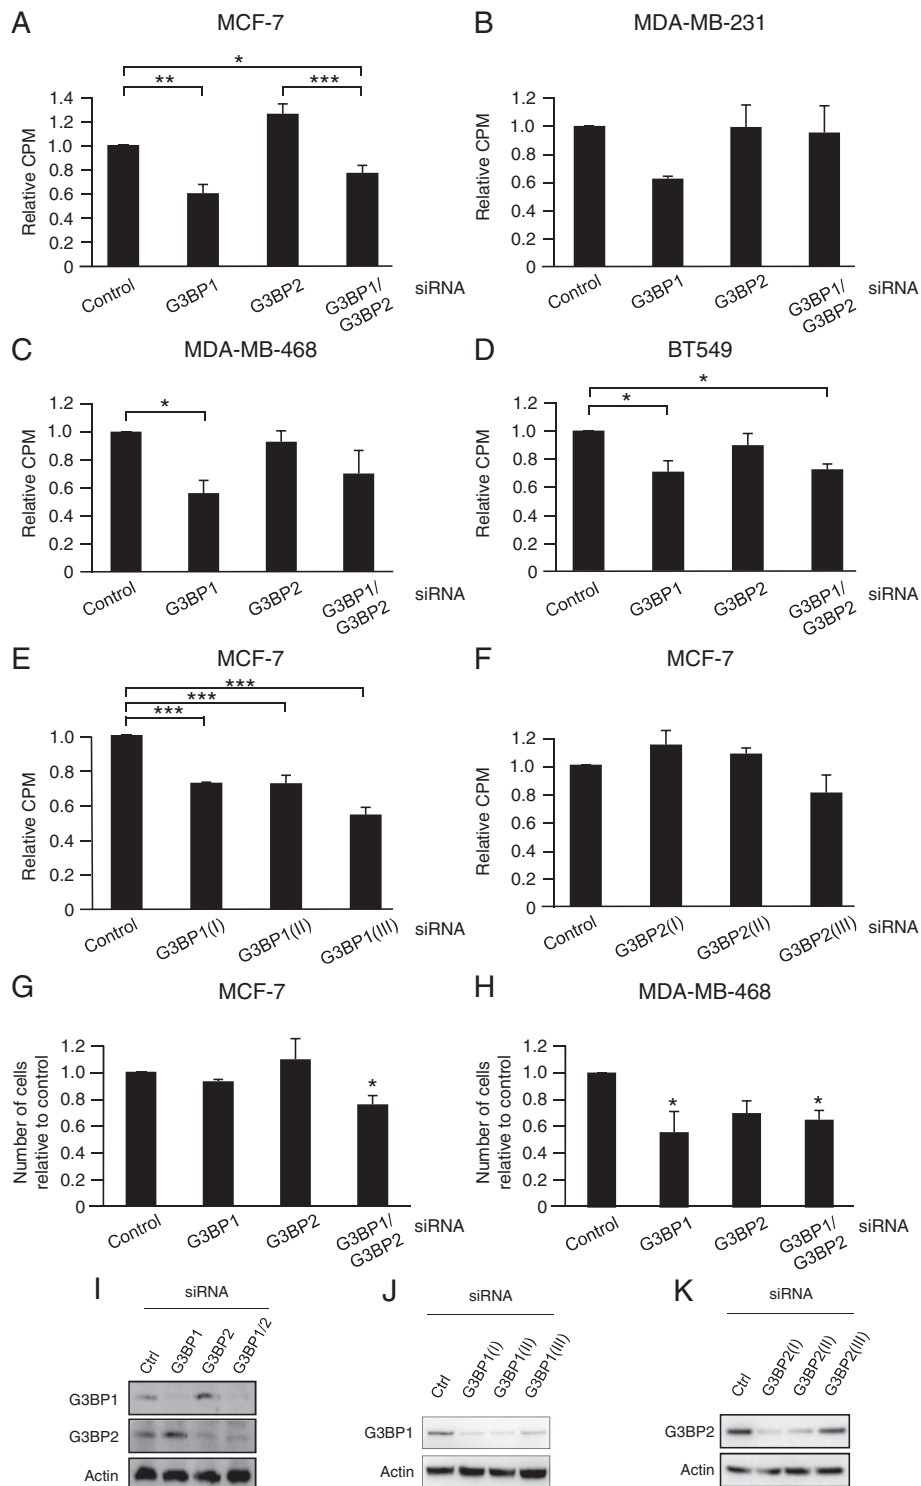 A
MCF-7
*
**
***
Relative CPM
1.4
1.2
1.0
0.8
0.6
0.4
0.2
0
Control
G3BP1
G3BP2
G3BP1/
G3BP2
siRNA
B
MDA-MB-231
Relative CPM
1.2
1.0
0.8
0.6
0.4
0.2
0
Control
G3BP1
G3BP2
G3BP1/
G3BP2
siRNA
C
MDA-MB-468
*
Relative CPM
1.2
1.0
0.8
0.6
0.4
0.2
0
Control
G3BP1
G3BP2
G3BP1/
G3BP2
siRNA
D
BT549
*
*
Relative CPM
1.2
1.0
0.8
0.6
0.4
0.2
0
Control
G3BP1
G3BP2
G3BP1/
G3BP2
siRNA
E
MCF-7
***
***
***
Relative CPM
1.0
0.8
0.6
0.4
0.2
0
Control
G3BP1(I)
G3BP1(II)
G3BP1(III)
siRNA
F
MCF-7
Relative CPM
1.2
1.0
0.8
0.6
0.4
0.2
0
Control
G3BP2(I)
G3BP2(II)
G3BP2(III)
siRNA
G
MCF-7
Number of cells
relative to control
1.2
1.0
0.8
0.6
0.4
0.2
0
*
Control
G3BP1
G3BP2
G3BP1/
G3BP2
siRNA
H
MDA-MB-468
Number of cells
relative to control
1.2
1.0
0.8
0.6
0.4
0.2
0
*
*
Control
G3BP1
G3BP2
G3BP1/
G3BP2
siRNA
I
siRNA
Ctrl
G3BP1
G3BP2
G3BP1/2
G3BP1
G3BP2
Actin
J
siRNA
Ctrl
G3BP1(I)
G3BP1(II)
G3BP1(III)
G3BP1
Actin
K
siRNA
Ctrl
G3BP2(I)
G3BP2(II)
G3BP2(III)
G3BP2
Actin